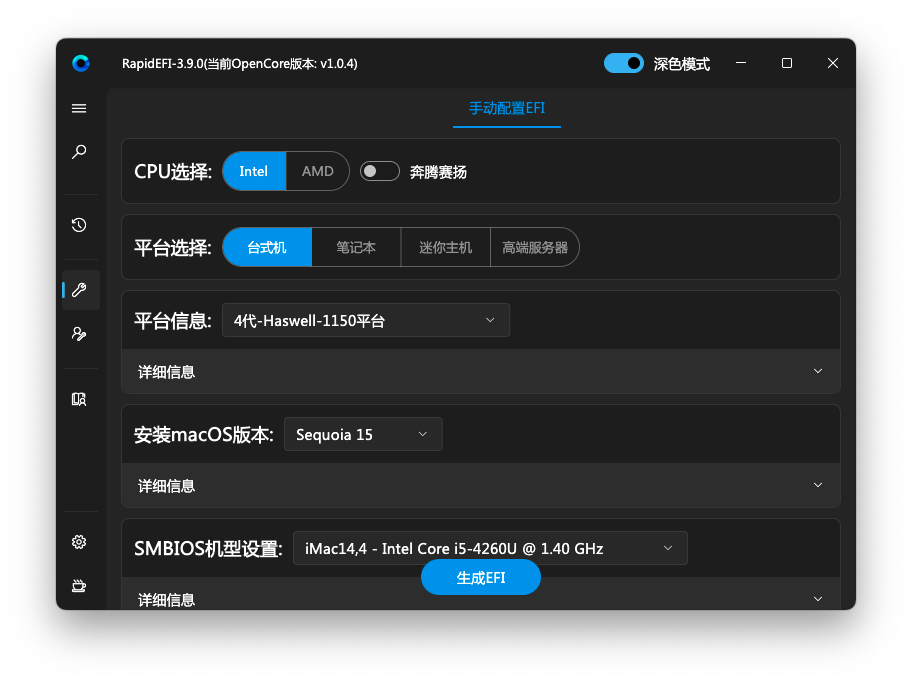 RapidEFI-3.9.0(当前OpenCore版本: v1.0.4)
深色模式
手动配置EFI
CPU选择: Intel AMD 奔腾赛扬
平台选择: 台式机 笔记本 迷你主机 高端服务器
平台信息: 4代-Haswell-1150平台
详细信息
安装macOS版本: Sequoia 15
详细信息
SMBIOS机型设置: iMac14,4 - Intel Core i5-4260U @ 1.40 GHz
生成EFI
详细信息